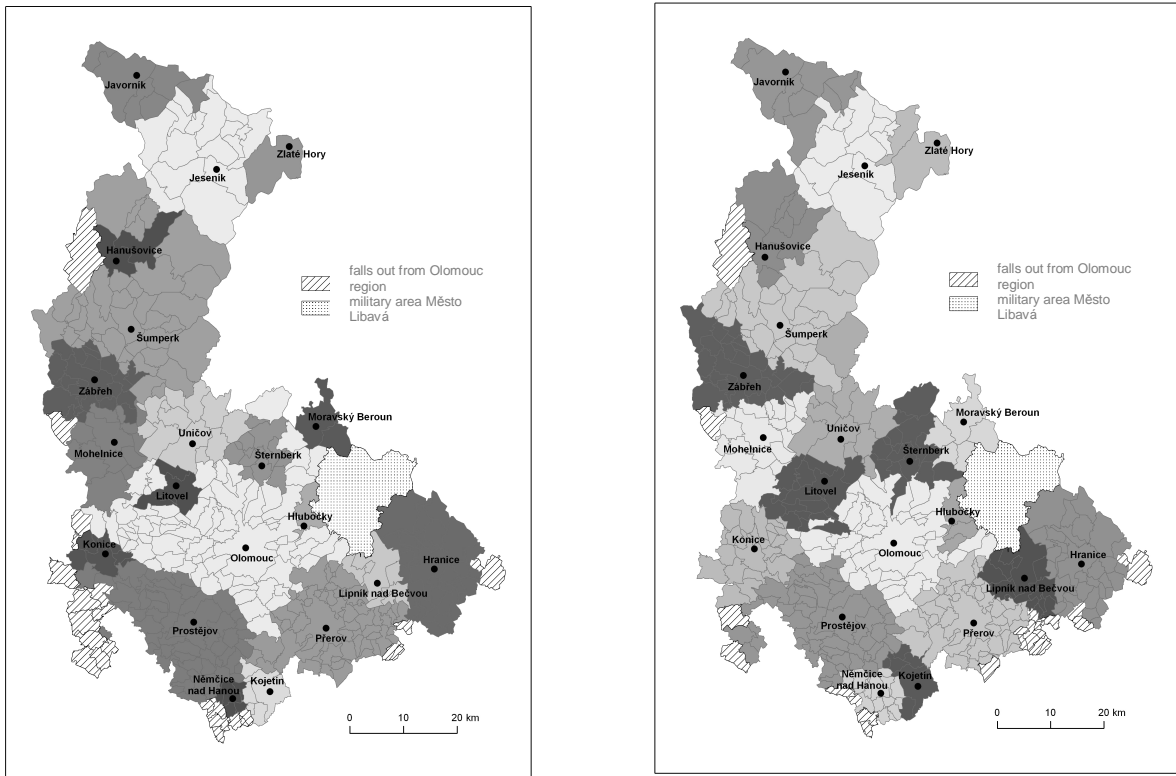 Javorník
Zlaté Hory
Jeseník
Hanušovice
falls out from Olomouc
region
military area Město
Libavá
Šumperk
Zábřeh
Moravský Beroun
Uničov
Mohelnice
Šternberk
Litovel
Hlubočky
Konice
Olomouc
Hranice
Lipník nad Bečvou
Prostějov
Přerov
Němčice
nad Hanou
Kojetín
0 10 20 km
Javorník
Zlaté Hory
Jeseník
Hanušovice
falls out from Olomouc
region
military area Město
Libavá
Šumperk
Zábřeh
Moravský Beroun
Uničov
Mohelnice
Šternberk
Litovel
Hlubočky
Konice
Olomouc
Hranice
Lipník nad Bečvou
Prostějov
Přerov
Němčice
nad Hanou
Kojetín
0 10 20 km